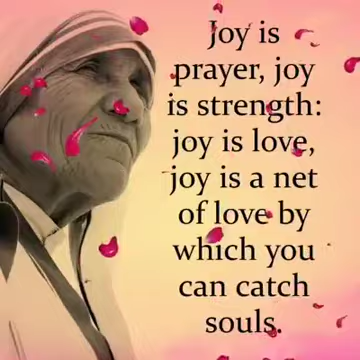 Joy is
prayer, joy
is strength:
joy is love,
joy is a net
of love by
which you
can catch
souls.